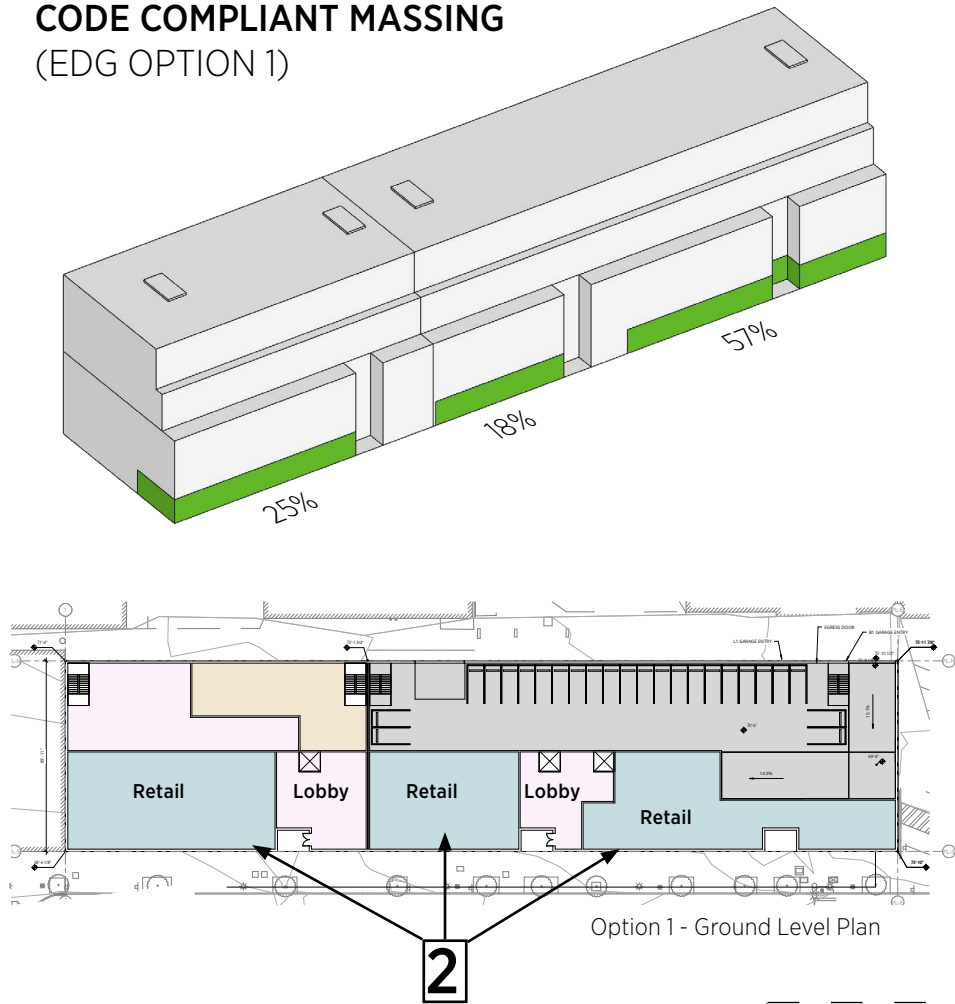 CODE COMPLIANT MASSING
(EDG OPTION 1)
57%
18%
25%
EGRESS DOOR
L1 GARAGE ENTRY
B1 GARAGE ENTRY
Retail
Lobby
Retail
Lobby
Retail
Option 1 - Ground Level Plan
2